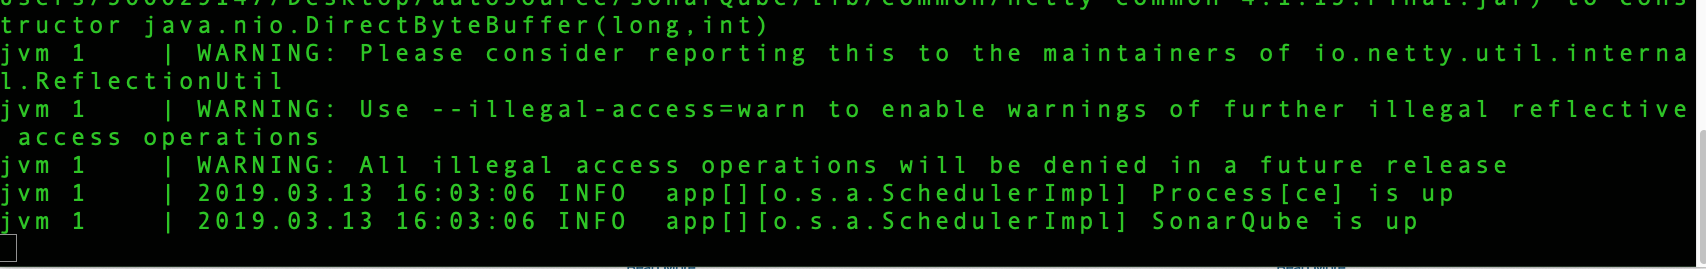 tructor java.nio.DirectByteBuffer(long,int)
jvm 1    | WARNING: Please consider reporting this to the maintainers of io.netty.util.interna
l.ReflectionUtil
jvm 1    | WARNING: Use --illegal-access=warn to enable warnings of further illegal reflective
 access operations
jvm 1    | WARNING: All illegal access operations will be denied in a future release
jvm 1    | 2019.03.13 16:03:06 INFO  app[][o.s.a.SchedulerImpl] Process[ce] is up
jvm 1    | 2019.03.13 16:03:06 INFO  app[][o.s.a.SchedulerImpl] SonarQube is up